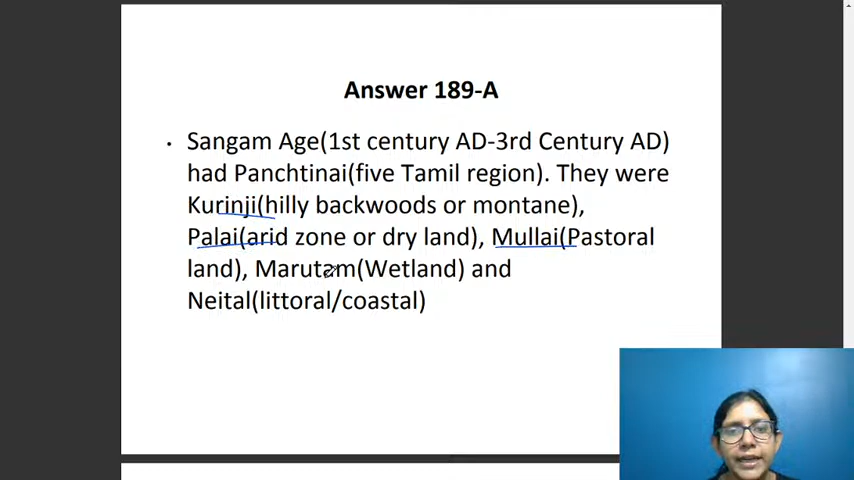 Answer 189-A
• Sangam Age(1st century AD-3rd Century AD)
had Panchtinai(five Tamil region). They were
Kurinji(hilly backwoods or montane),
Palai(arid zone or dry land), Mullai(Pastoral
land), Marutam(Wetland) and
Neital(littoral/coastal)